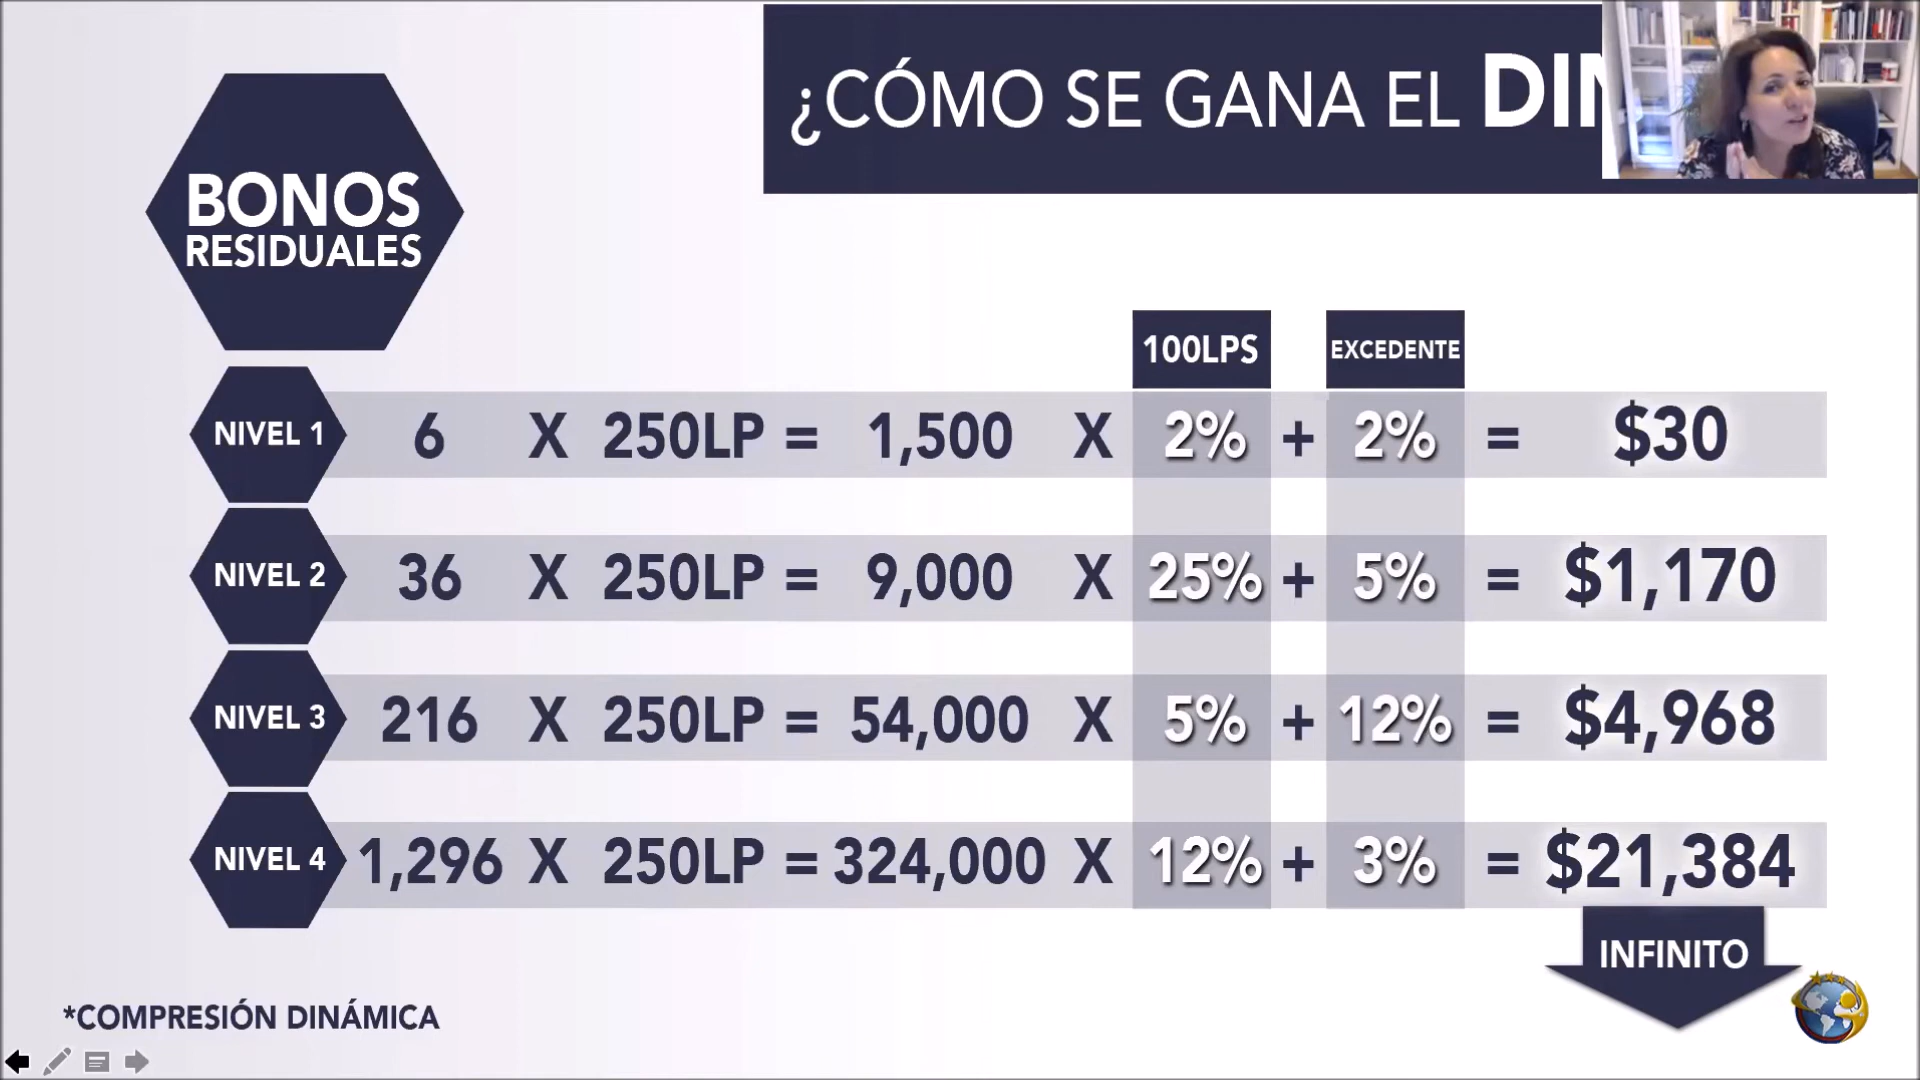 ¿CÓMO SE GANA EL
BONOS
RESIDUALES
100LPS EXCEDENTE
NIVEL 1 6 X 250LP = 1,500 X 2% + 2% = $30
NIVEL 2 36 X 250LP = 9,000 X 25% + 5% = $1,170
NIVEL 3 216 X 250LP = 54,000 X 5% + 12% = $4,968
NIVEL 4 1,296 X 250LP = 324,000 X 12% + 3% = $21,384
INFINITO
*COMPRESIÓN DINÁMICA